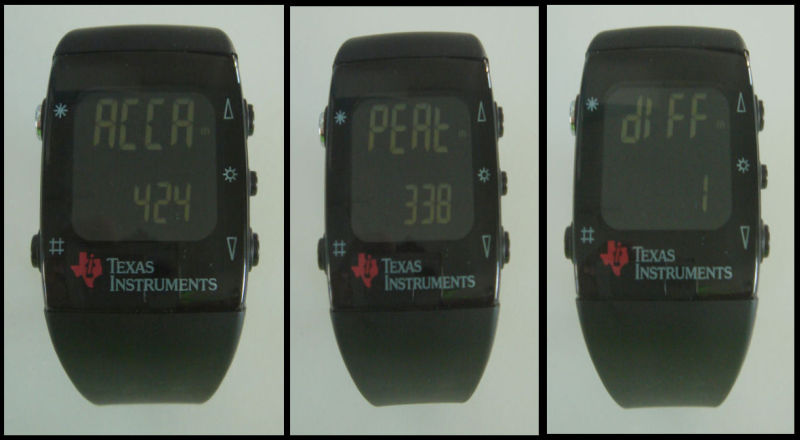 ACCA m
424
TEXAS
INSTRUMENTS
PEAt m
338
TEXAS
INSTRUMENTS
diFF m
1
TEXAS
INSTRUMENTS